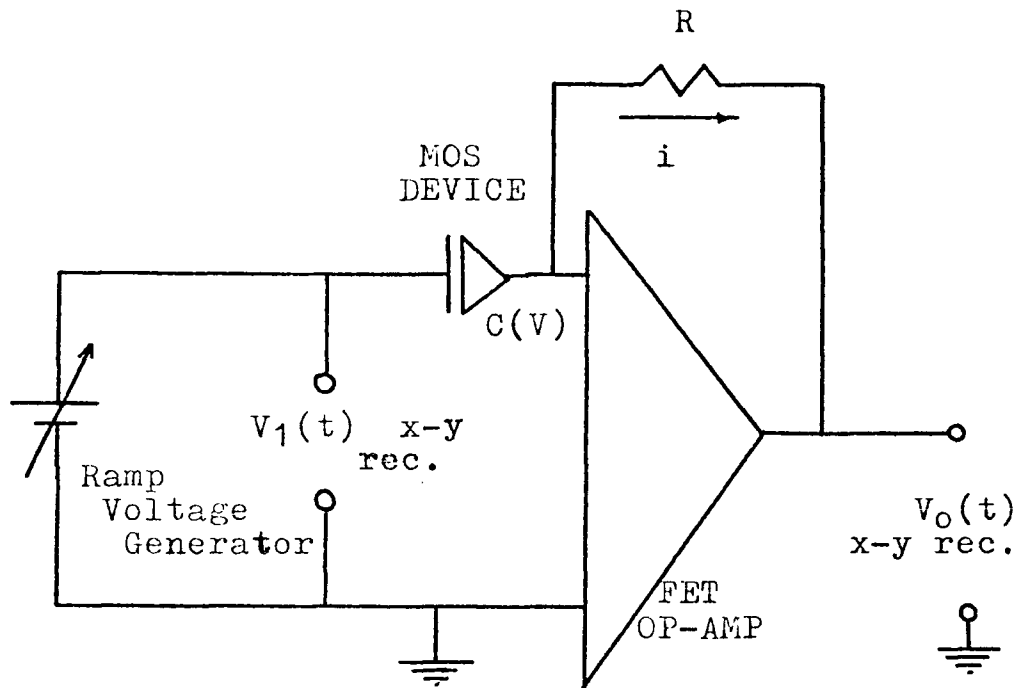 R
i
MOS
DEVICE
C(V)
V1(t) x-y
rec.
Ramp
Voltage
Generator
Vo(t)
x-y rec.
FET
OP-AMP